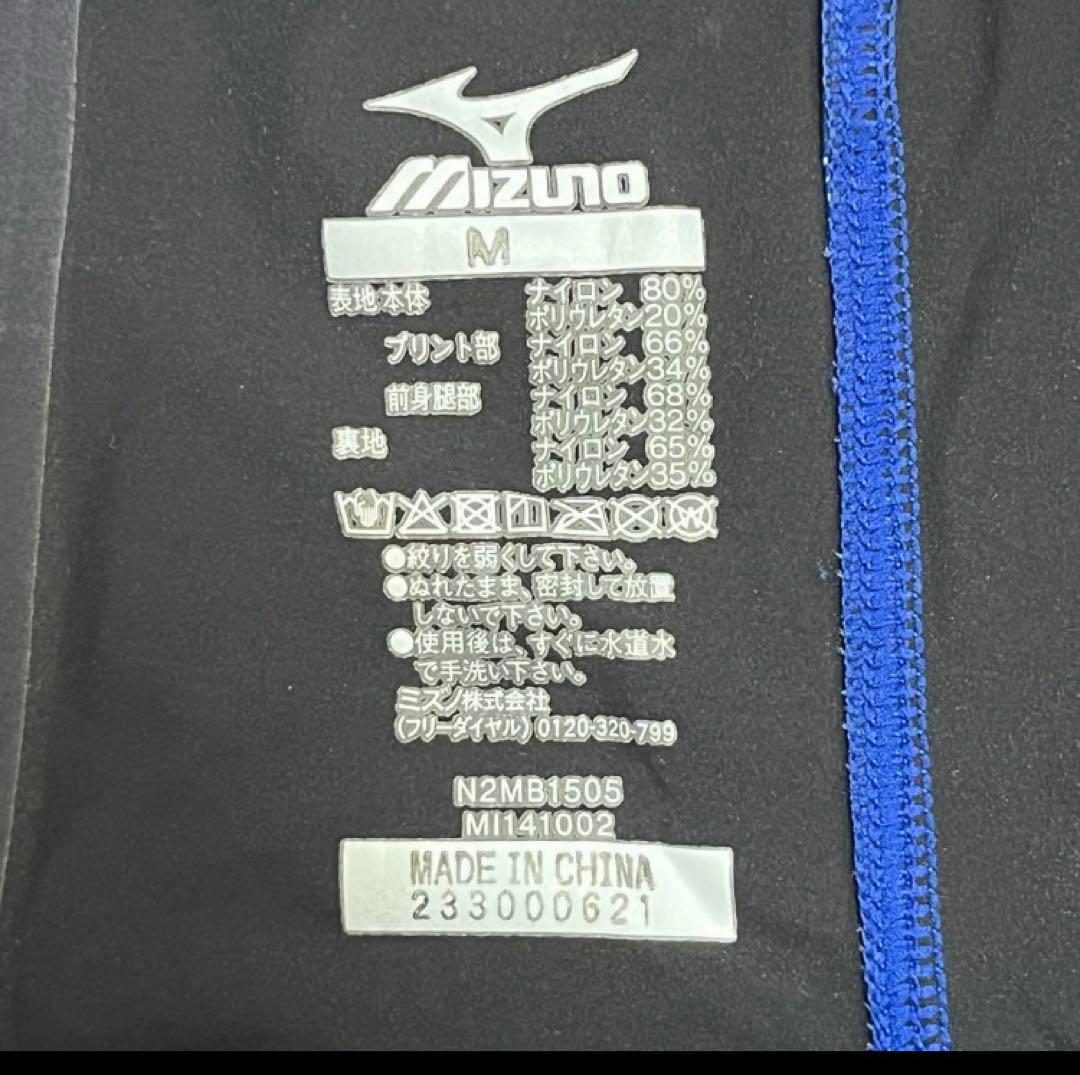 MIZUNO
M
表地 本体 ナイロン 80%
ポリウレタン20%
プリント部 ナイロン 66%
ポリウレタン34%
前身腿部 ナイロン 68%
ポリウレタン32%
裏地 ナイロン 65%
ポリウレタン35%
W
●絞りを弱くして下さい。
●ぬれたまま、密封して放置
しないで下さい。
●使用後は、すぐに水道水
で手洗い下さい。
ミズノ株式会社
(フリーダイヤル) 0120-320-799
N2MB1505
MI141002
MADE IN CHINA
233000621